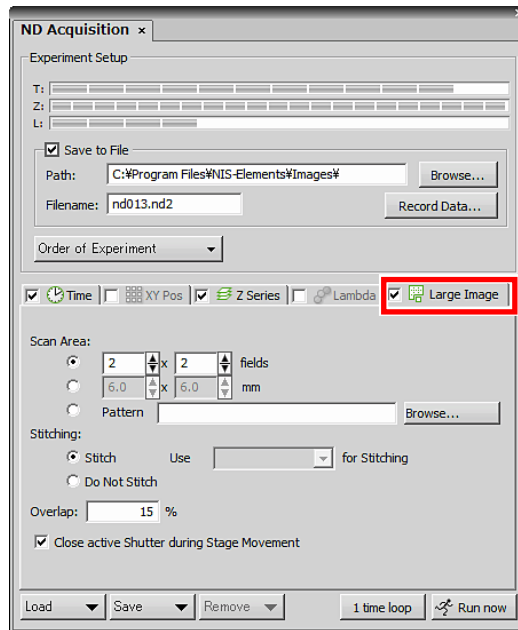 ND Acquisition ×
Experiment Setup
T:
Z:
L:
Save to File
Path: C:¥Program Files¥NIS-Elements¥Images¥ Browse...
Filename: nd013.nd2 Record Data...
Order of Experiment
Time XY Pos Z Series Lambda Large Image
Scan Area:
2 x 2 fields
6.0 x 6.0 mm
Pattern Browse...
Stitching:
Stitch Use for Stitching
Do Not Stitch
Overlap: 15 %
Close active Shutter during Stage Movement
Load Save Remove 1 time loop Run now